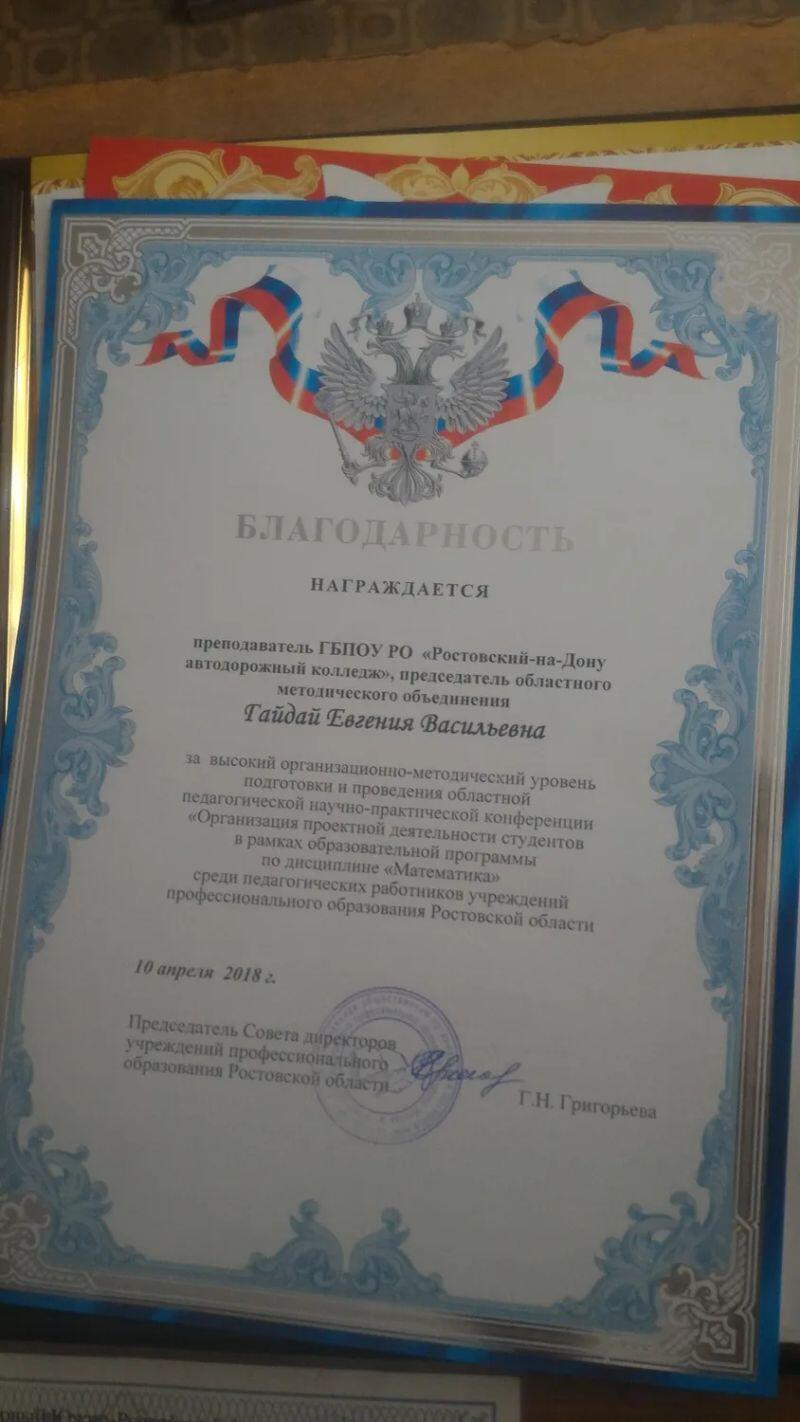 БЛАГОДАРНОСТЬ
НАГРАЖДАЕТСЯ
преподаватель ГБПОУ РО «Ростовский-на-Дону
автодорожный колледж», председатель областного
методического объединения
Гайдай Евгения Васильевна
за высокий организационно-методический уровень
подготовки и проведения областной
педагогической научно-практической конференции
«Организация проектной деятельности студентов
в рамках образовательной программы
по дисциплине «Математика»
среди педагогических работников учреждений
профессионального образования Ростовской области
10 апреля 2018 г.
Председатель Совета директоров
учреждений профессионального
образования Ростовской области
Г.Н. Григорьева